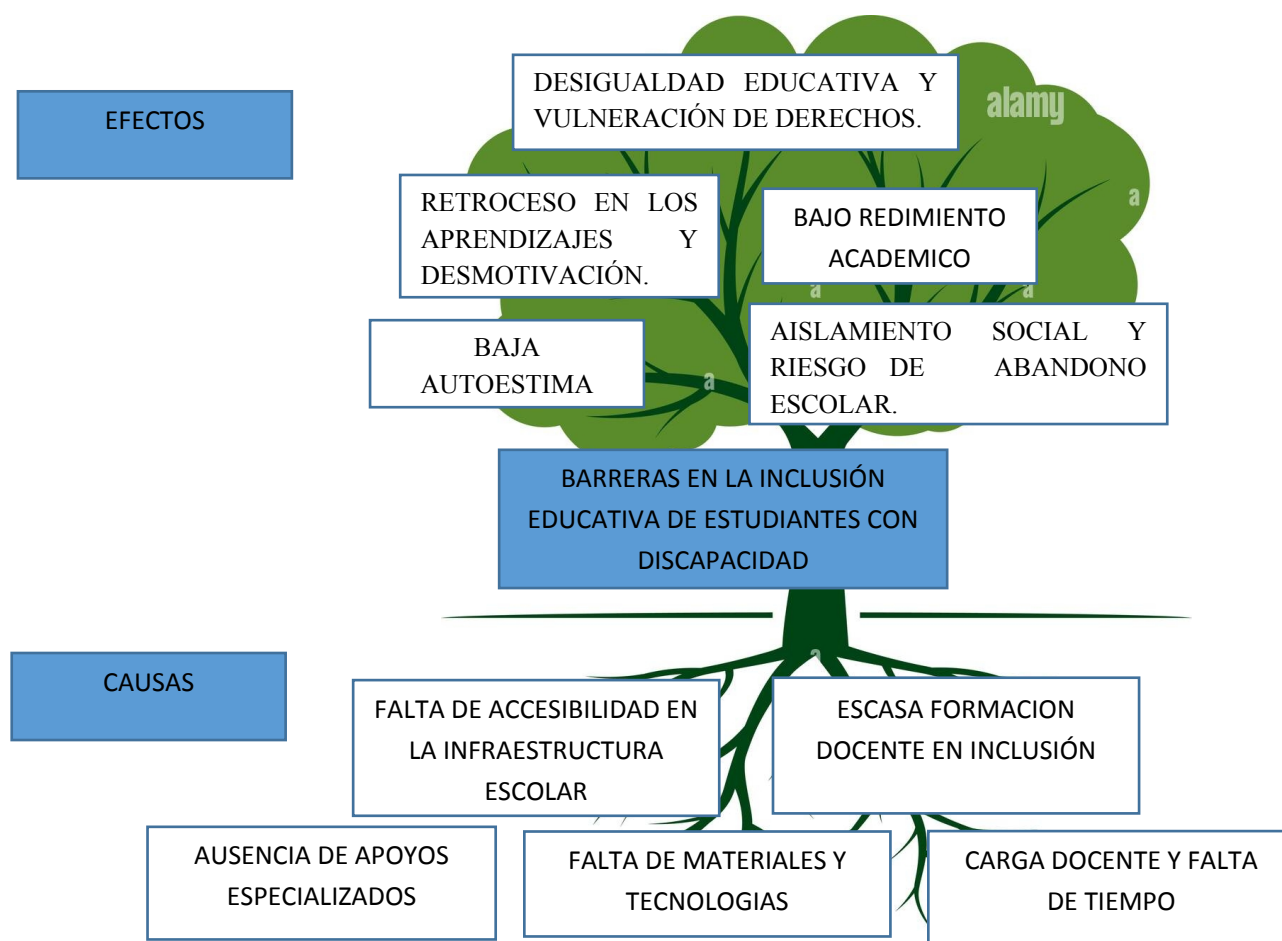 DESIGUALDAD EDUCATIVA Y
VULNERACIÓN DE DERECHOS.
alamy
EFECTOS
RETROCESO EN LOS
APRENDIZAJES Y
DESMOTIVACIÓN.
a
BAJO REDIMIENTO
ACADEMICO
a
a
BAJA
AUTOESTIMA
a
AISLAMIENTO SOCIAL Y
RIESGO DE ABANDONO
ESCOLAR.
BARRERAS EN LA INCLUSIÓN
EDUCATIVA DE ESTUDIANTES CON
DISCAPACIDAD
a
CAUSAS
FALTA DE ACCESIBILIDAD EN
LA INFRAESTRUCTURA
ESCOLAR
ESCASA FORMACION
DOCENTE EN INCLUSIÓN
AUSENCIA DE APOYOS
ESPECIALIZADOS
FALTA DE MATERIALES Y
TECNOLOGIAS
CARGA DOCENTE Y FALTA
DE TIEMPO